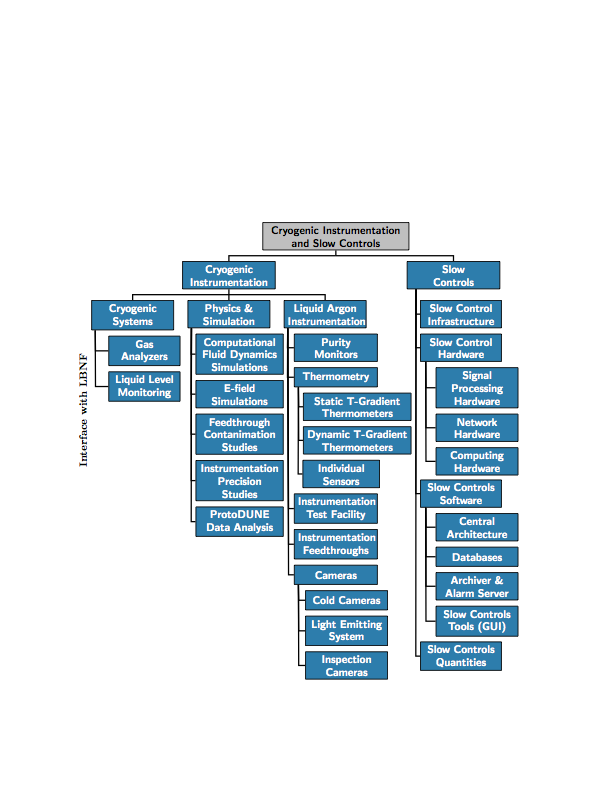 Cryogenic Instrumentation
and Slow Controls
Cryogenic
Instrumentation
Slow
Controls
Cryogenic
Systems
Gas
Analyzers
Liquid Level
Monitoring
Interface with LBNF
Physics &
Simulation
Computational
Fluid Dynamics
Simulations
E-field
Simulations
Feedthrough
Contanimation
Studies
Instrumentation
Precision
Studies
ProtoDUNE
Data Analysis
Liquid Argon
Instrumentation
Purity
Monitors
Thermometry
Static T-Gradient
Thermometers
Dynamic T-Gradient
Thermometers
Individual
Sensors
Instrumentation
Test Facility
Instrumentation
Feedthroughs
Cameras
Cold Cameras
Light Emitting
System
Inspection
Cameras
Slow Control
Infrastructure
Slow Control
Hardware
Signal
Processing
Hardware
Network
Hardware
Computing
Hardware
Slow Controls
Software
Central
Architecture
Databases
Archiver &
Alarm Server
Slow Controls
Tools (GUI)
Slow Controls
Quantities